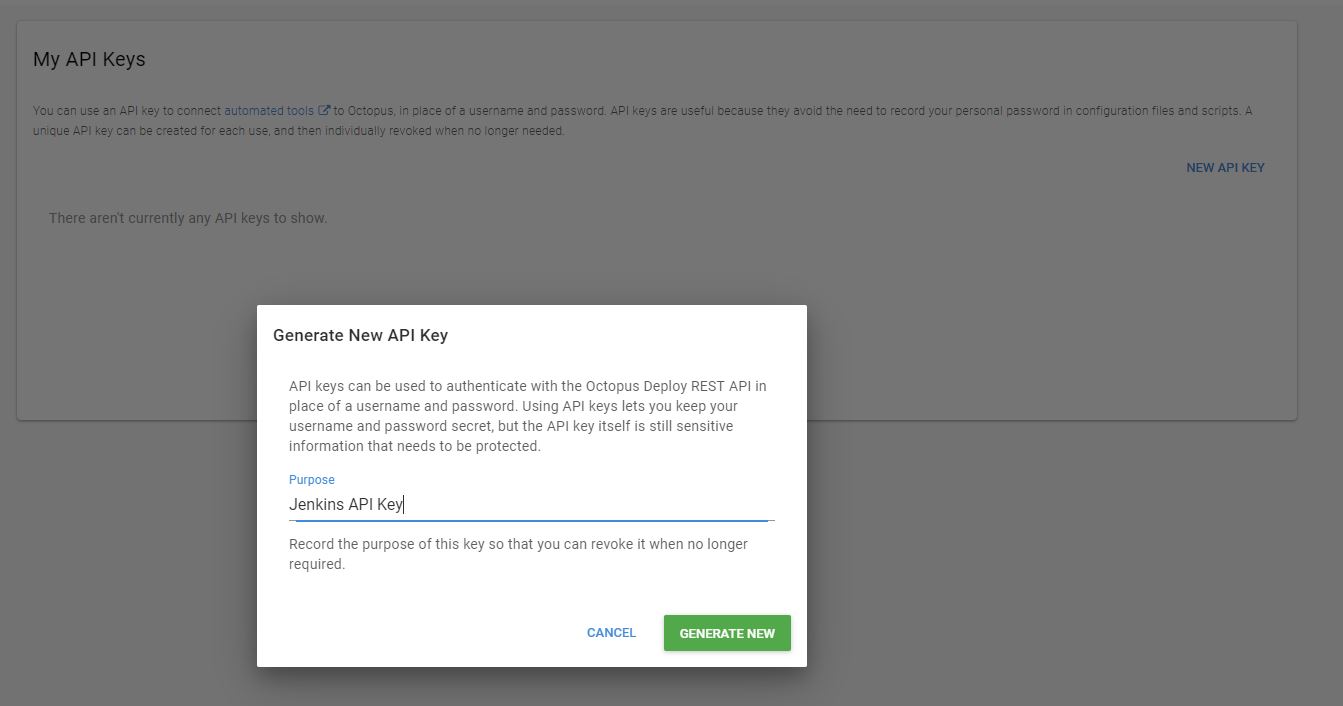 My API Keys
You can use an API key to connect automated tools to Octopus, in place of a username and password. API keys are useful because they avoid the need to record your personal password in configuration files and scripts. A
unique API key can be created for each use, and then individually revoked when no longer needed.
NEW API KEY
There aren't currently any API keys to show.
Generate New API Key
API keys can be used to authenticate with the Octopus Deploy REST API in
place of a username and password. Using API keys lets you keep your
username and password secret, but the API key itself is still sensitive
information that needs to be protected.
Purpose
Jenkins API Key
Record the purpose of this key so that you can revoke it when no longer
required.
CANCEL
GENERATE NEW